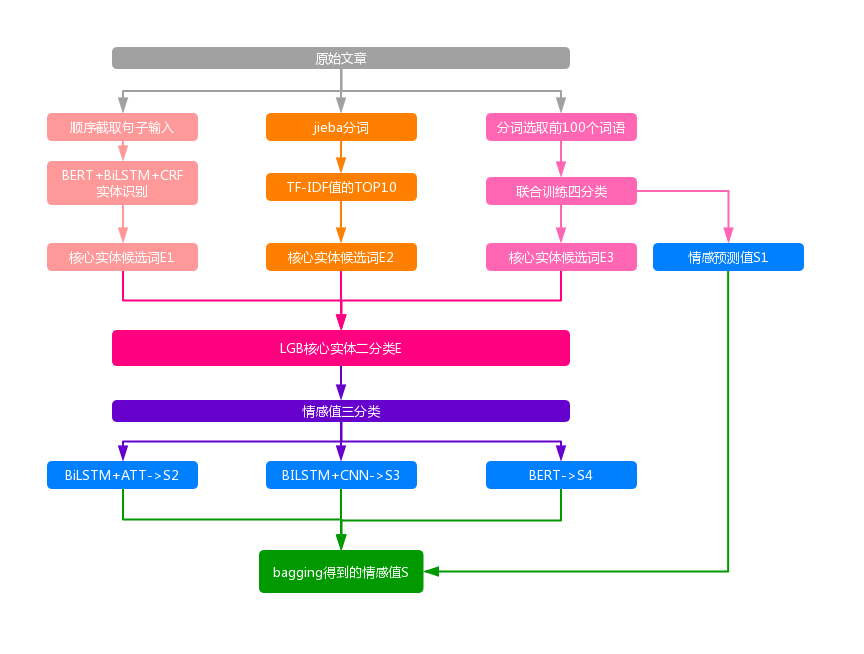 原始文章
顺序截取句子输入
jieba分词
分词选取前100个词语
BERT+BiLSTM+CRF
实体识别
TF-IDF值的TOP10
联合训练四分类
核心实体候选词E1
核心实体候选词E2
核心实体候选词E3
情感预测值S1
LGB核心实体二分类E
情感值三分类
BiLSTM+ATT->S2
BILSTM+CNN->S3
BERT->S4
bagging得到的情感值S